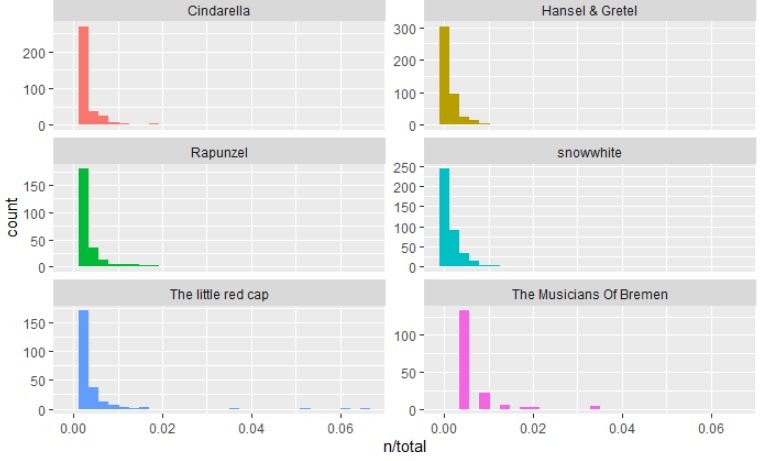 Cindarella
Hansel & Gretel
200
100
0
300
200
100
0
Rapunzel
snowwhite
150
100
50
0
250
200
150
100
50
0
count
The little red cap
The Musicians Of Bremen
150
100
50
0
100
50
0
0.00 0.02 0.04 0.06 0.00 0.02 0.04 0.06
n/total